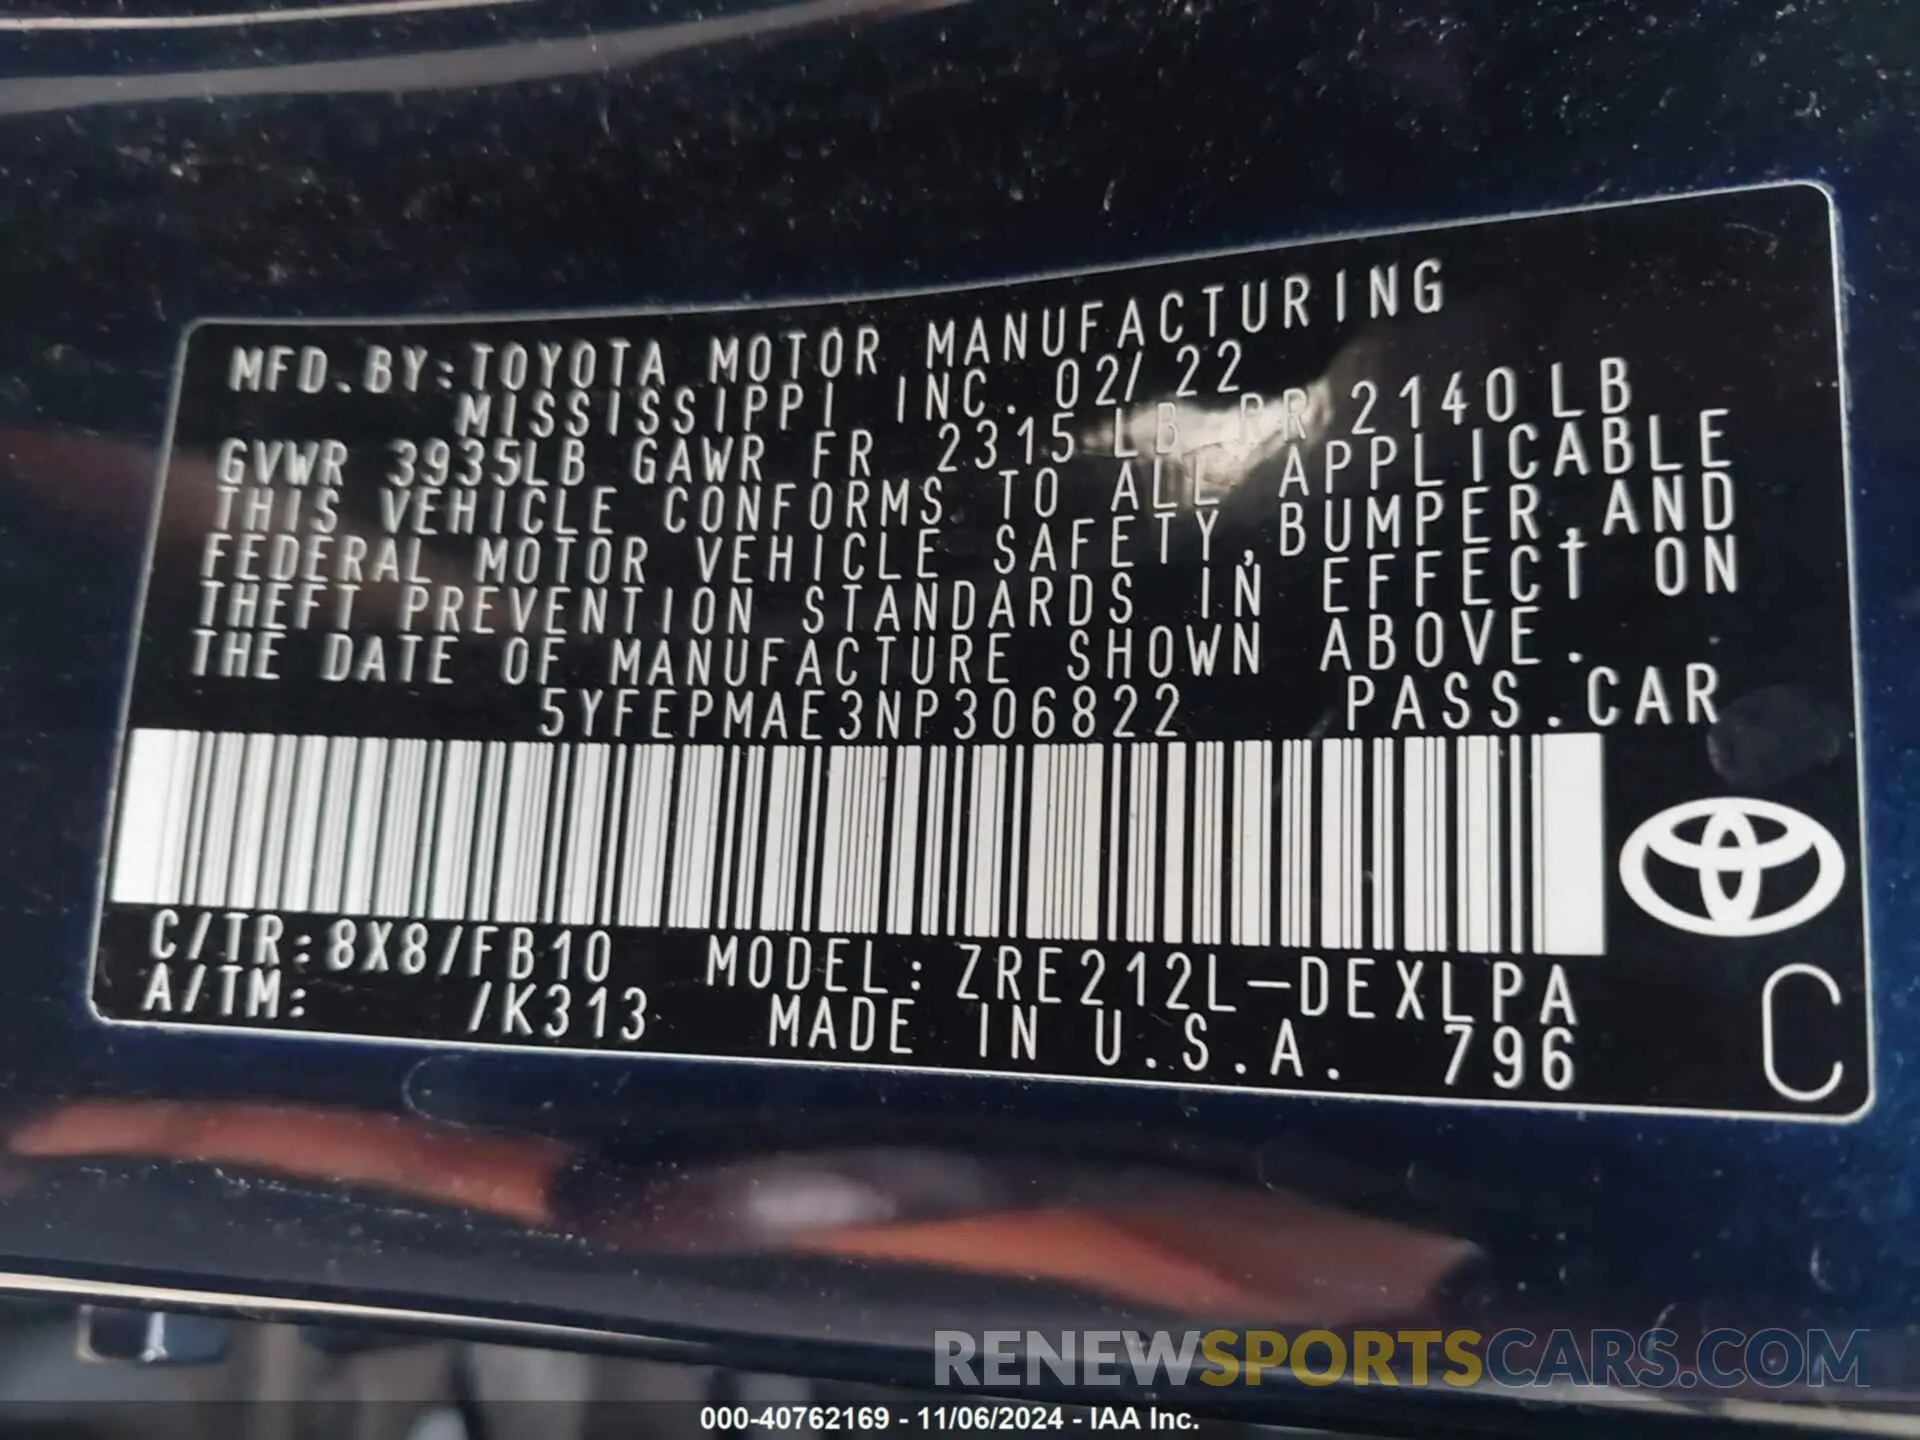 MFD.BY:TOYOTA MOTOR MANUFACTURING
MISSISSIPPI INC. 02/22
GVWR 3935LB GAWR FR 2315 LB RR 2140LB
THIS VEHICLE CONFORMS TO ALL APPLICABLE
FEDERAL MOTOR VEHICLE SAFETY,BUMPER,AND
THEFT PREVENTION STANDARDS IN EFFECT ON
THE DATE OF MANUFACTURE SHOWN ABOVE.
5YFEPMAE3NP306822 PASS.CAR
C/TR:8X8/FB10 MODEL: ZRE212L-DEXLPA
A/TM: /K313 MADE IN U.S.A. 796
C
RENEWSPORTSCARS.COM
000-40762169 - 11/06/2024 - IAA Inc.